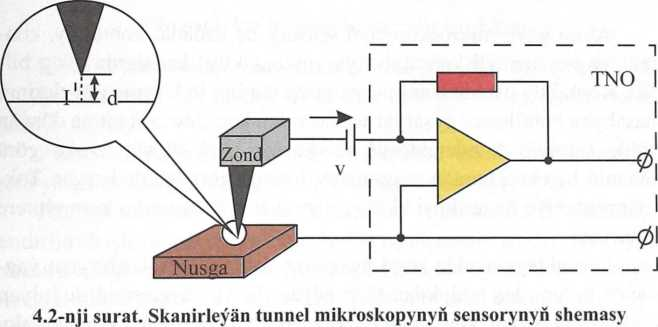 TNO
I d
Zond
v
Nusga
4.2-nji surat. Skanirleýän tunnel mikroskopynyň sensorynyň shemasy